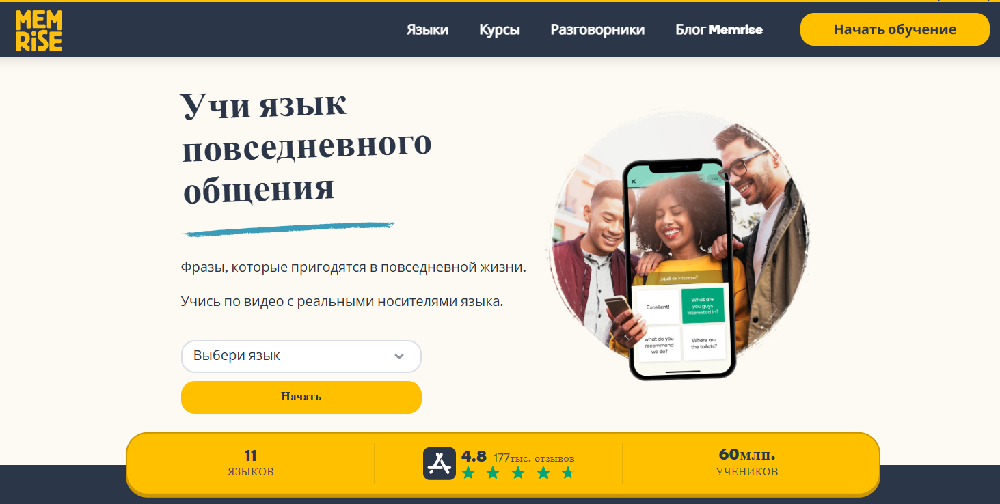 MEM
RiSE
Языки
Курсы
Разговорники
Блог Memrise
Начать обучение
Учи язык
повседневного
общения
Фразы, которые пригодятся в повседневной жизни.
Учись по видео с реальными носителями языка.
Выбери язык
Начать
¿qué os interesa?
Excellent!
What are
you guys
interested in?
what do you
recommend
we do?
Where are
the toilets?
11
ЯЗЫКОВ
4.8 177тыс. отзывов
60млн.
УЧЕНИКОВ